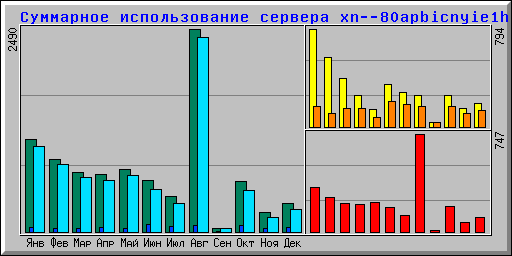 Суммарное использование сервера xn--80apbicnyie1h
2490
794
747
Янв Фев Мар Апр Май Июн Июл Авг Сен Окт Ноя Дек